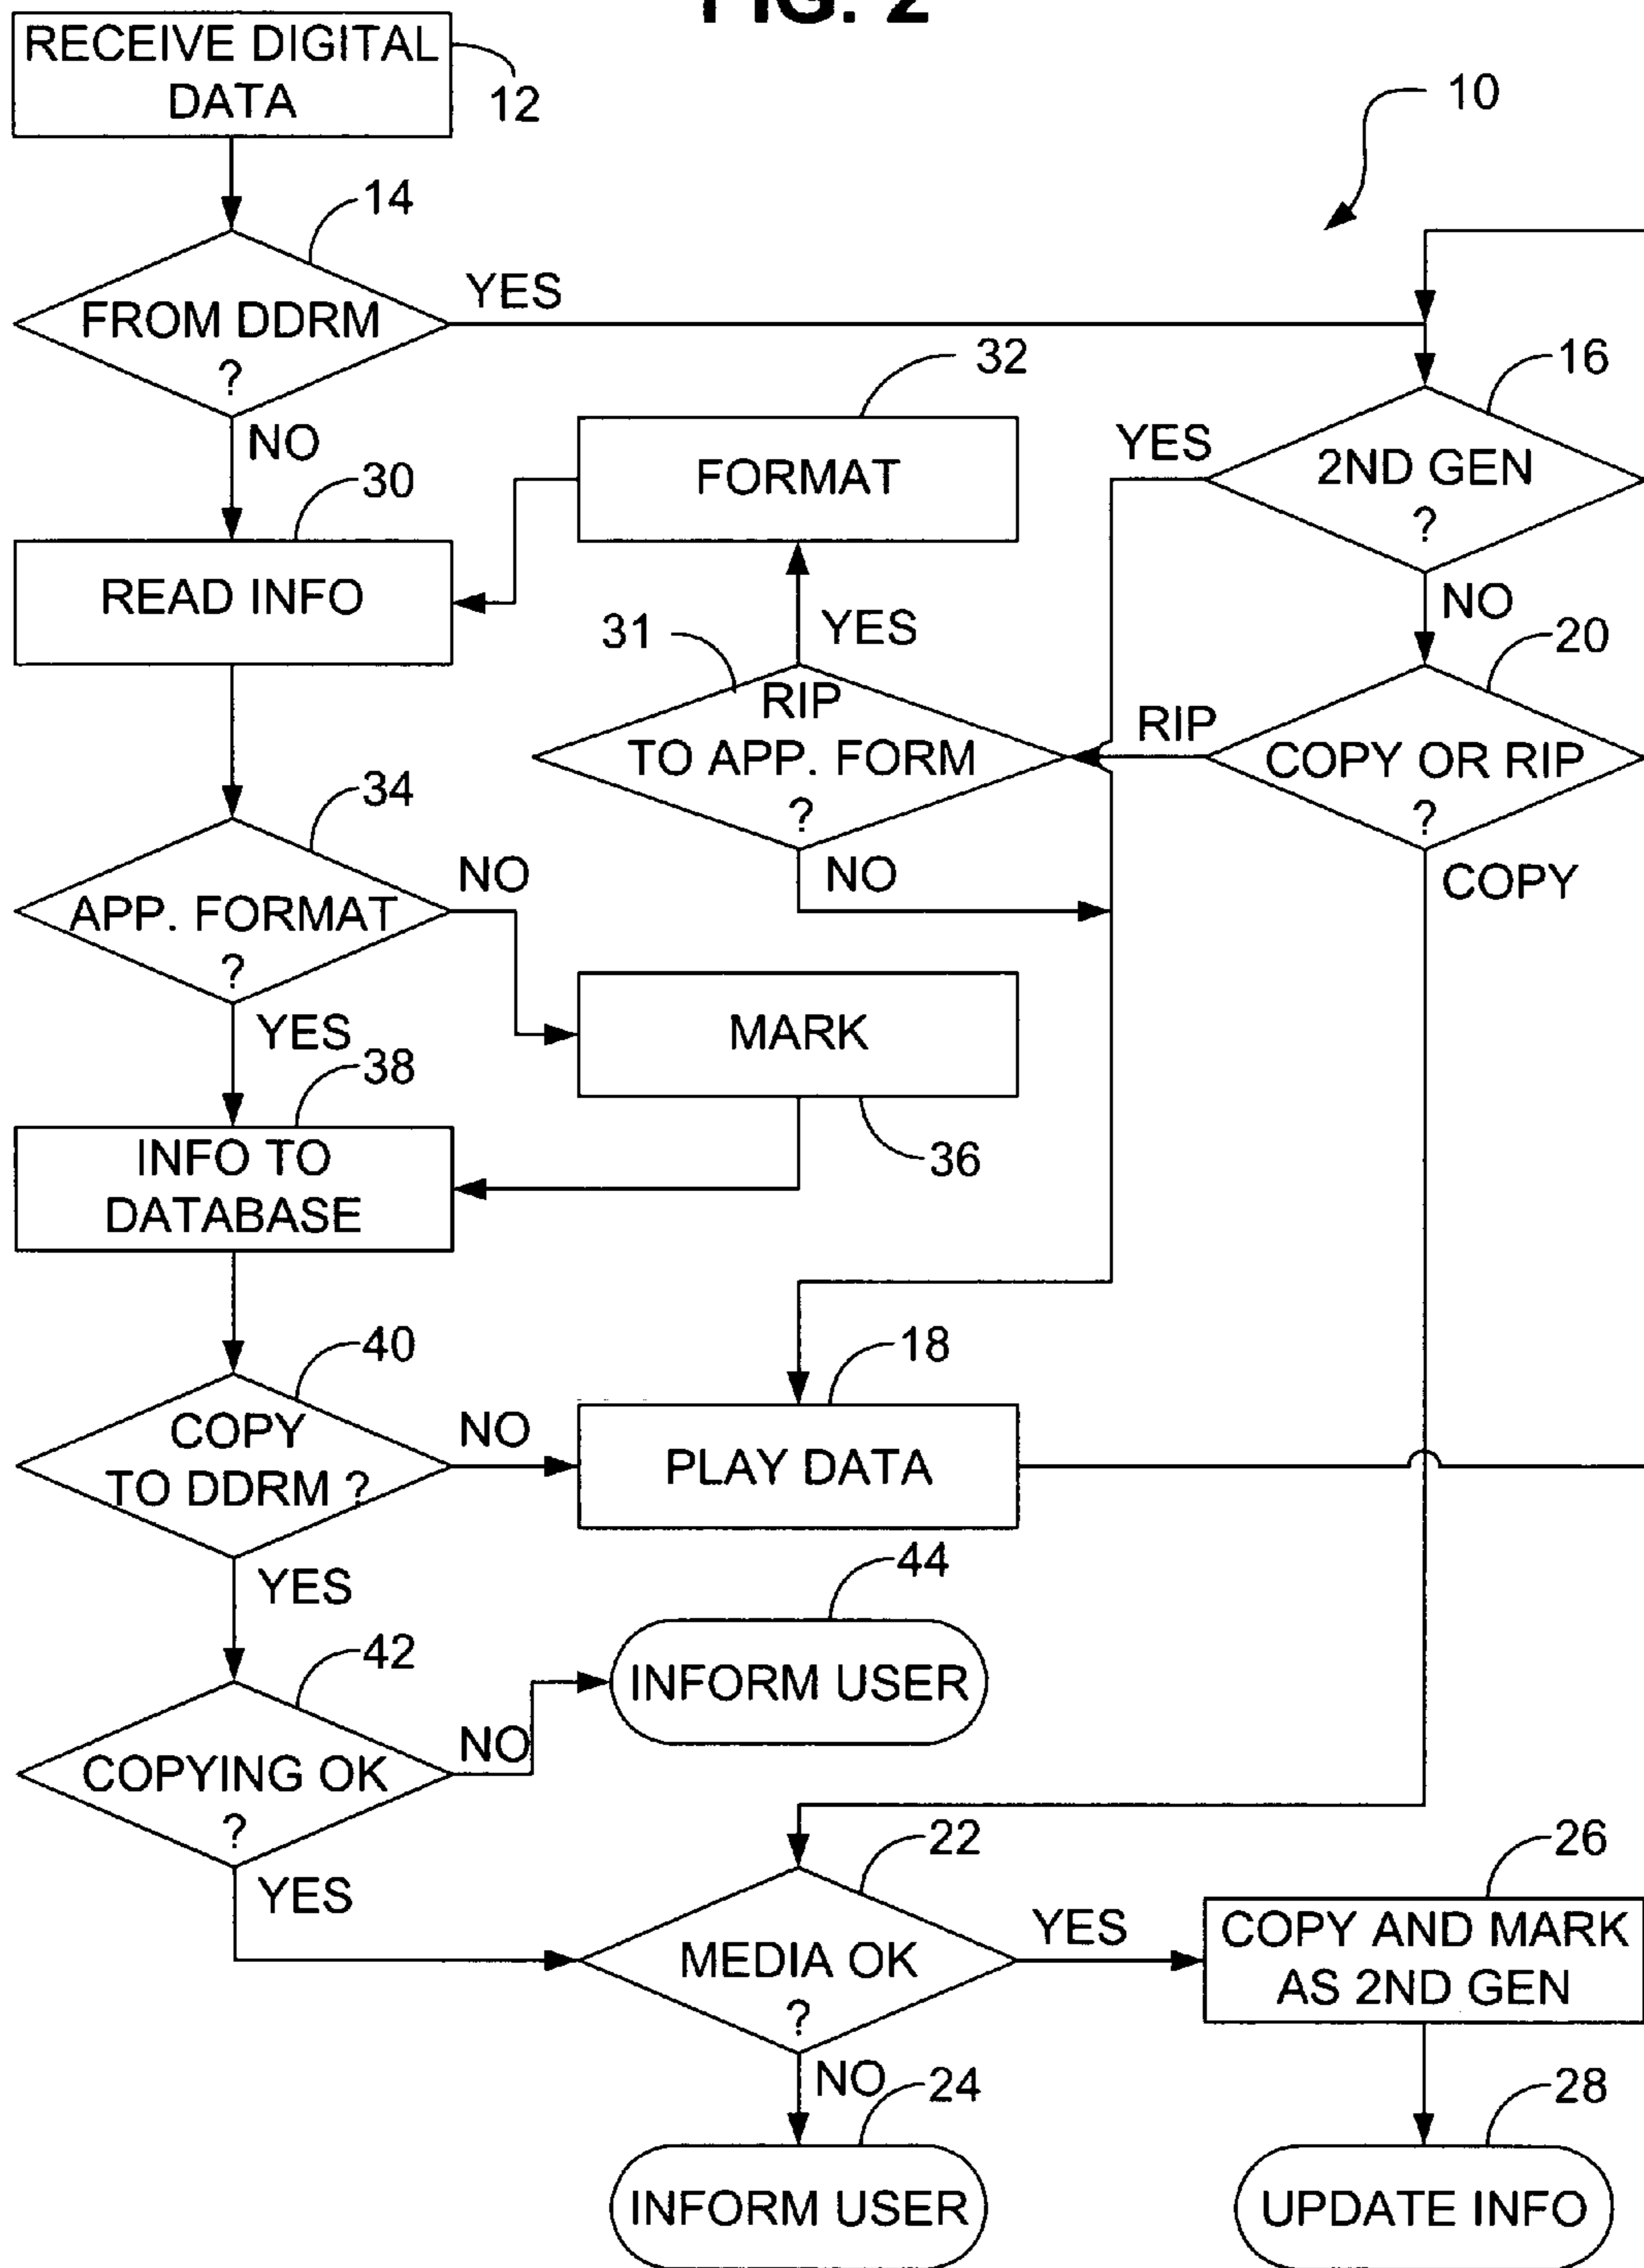 FIG. 2
RECEIVE DIGITAL
DATA
12
10
14
FROM DDRM
?
YES
NO
32
FORMAT
16
2ND GEN
?
YES
NO
30
READ INFO
31
YES
RIP
TO APP. FORM
?
NO
RIP
20
COPY OR RIP
?
COPY
34
APP. FORMAT
?
NO
YES
MARK
36
38
INFO TO
DATABASE
40
COPY
TO DDRM ?
NO
YES
18
PLAY DATA
44
INFORM USER
42
COPYING OK
?
NO
YES
22
MEDIA OK
?
YES
NO
26
COPY AND MARK
AS 2ND GEN
24
INFORM USER
28
UPDATE INFO